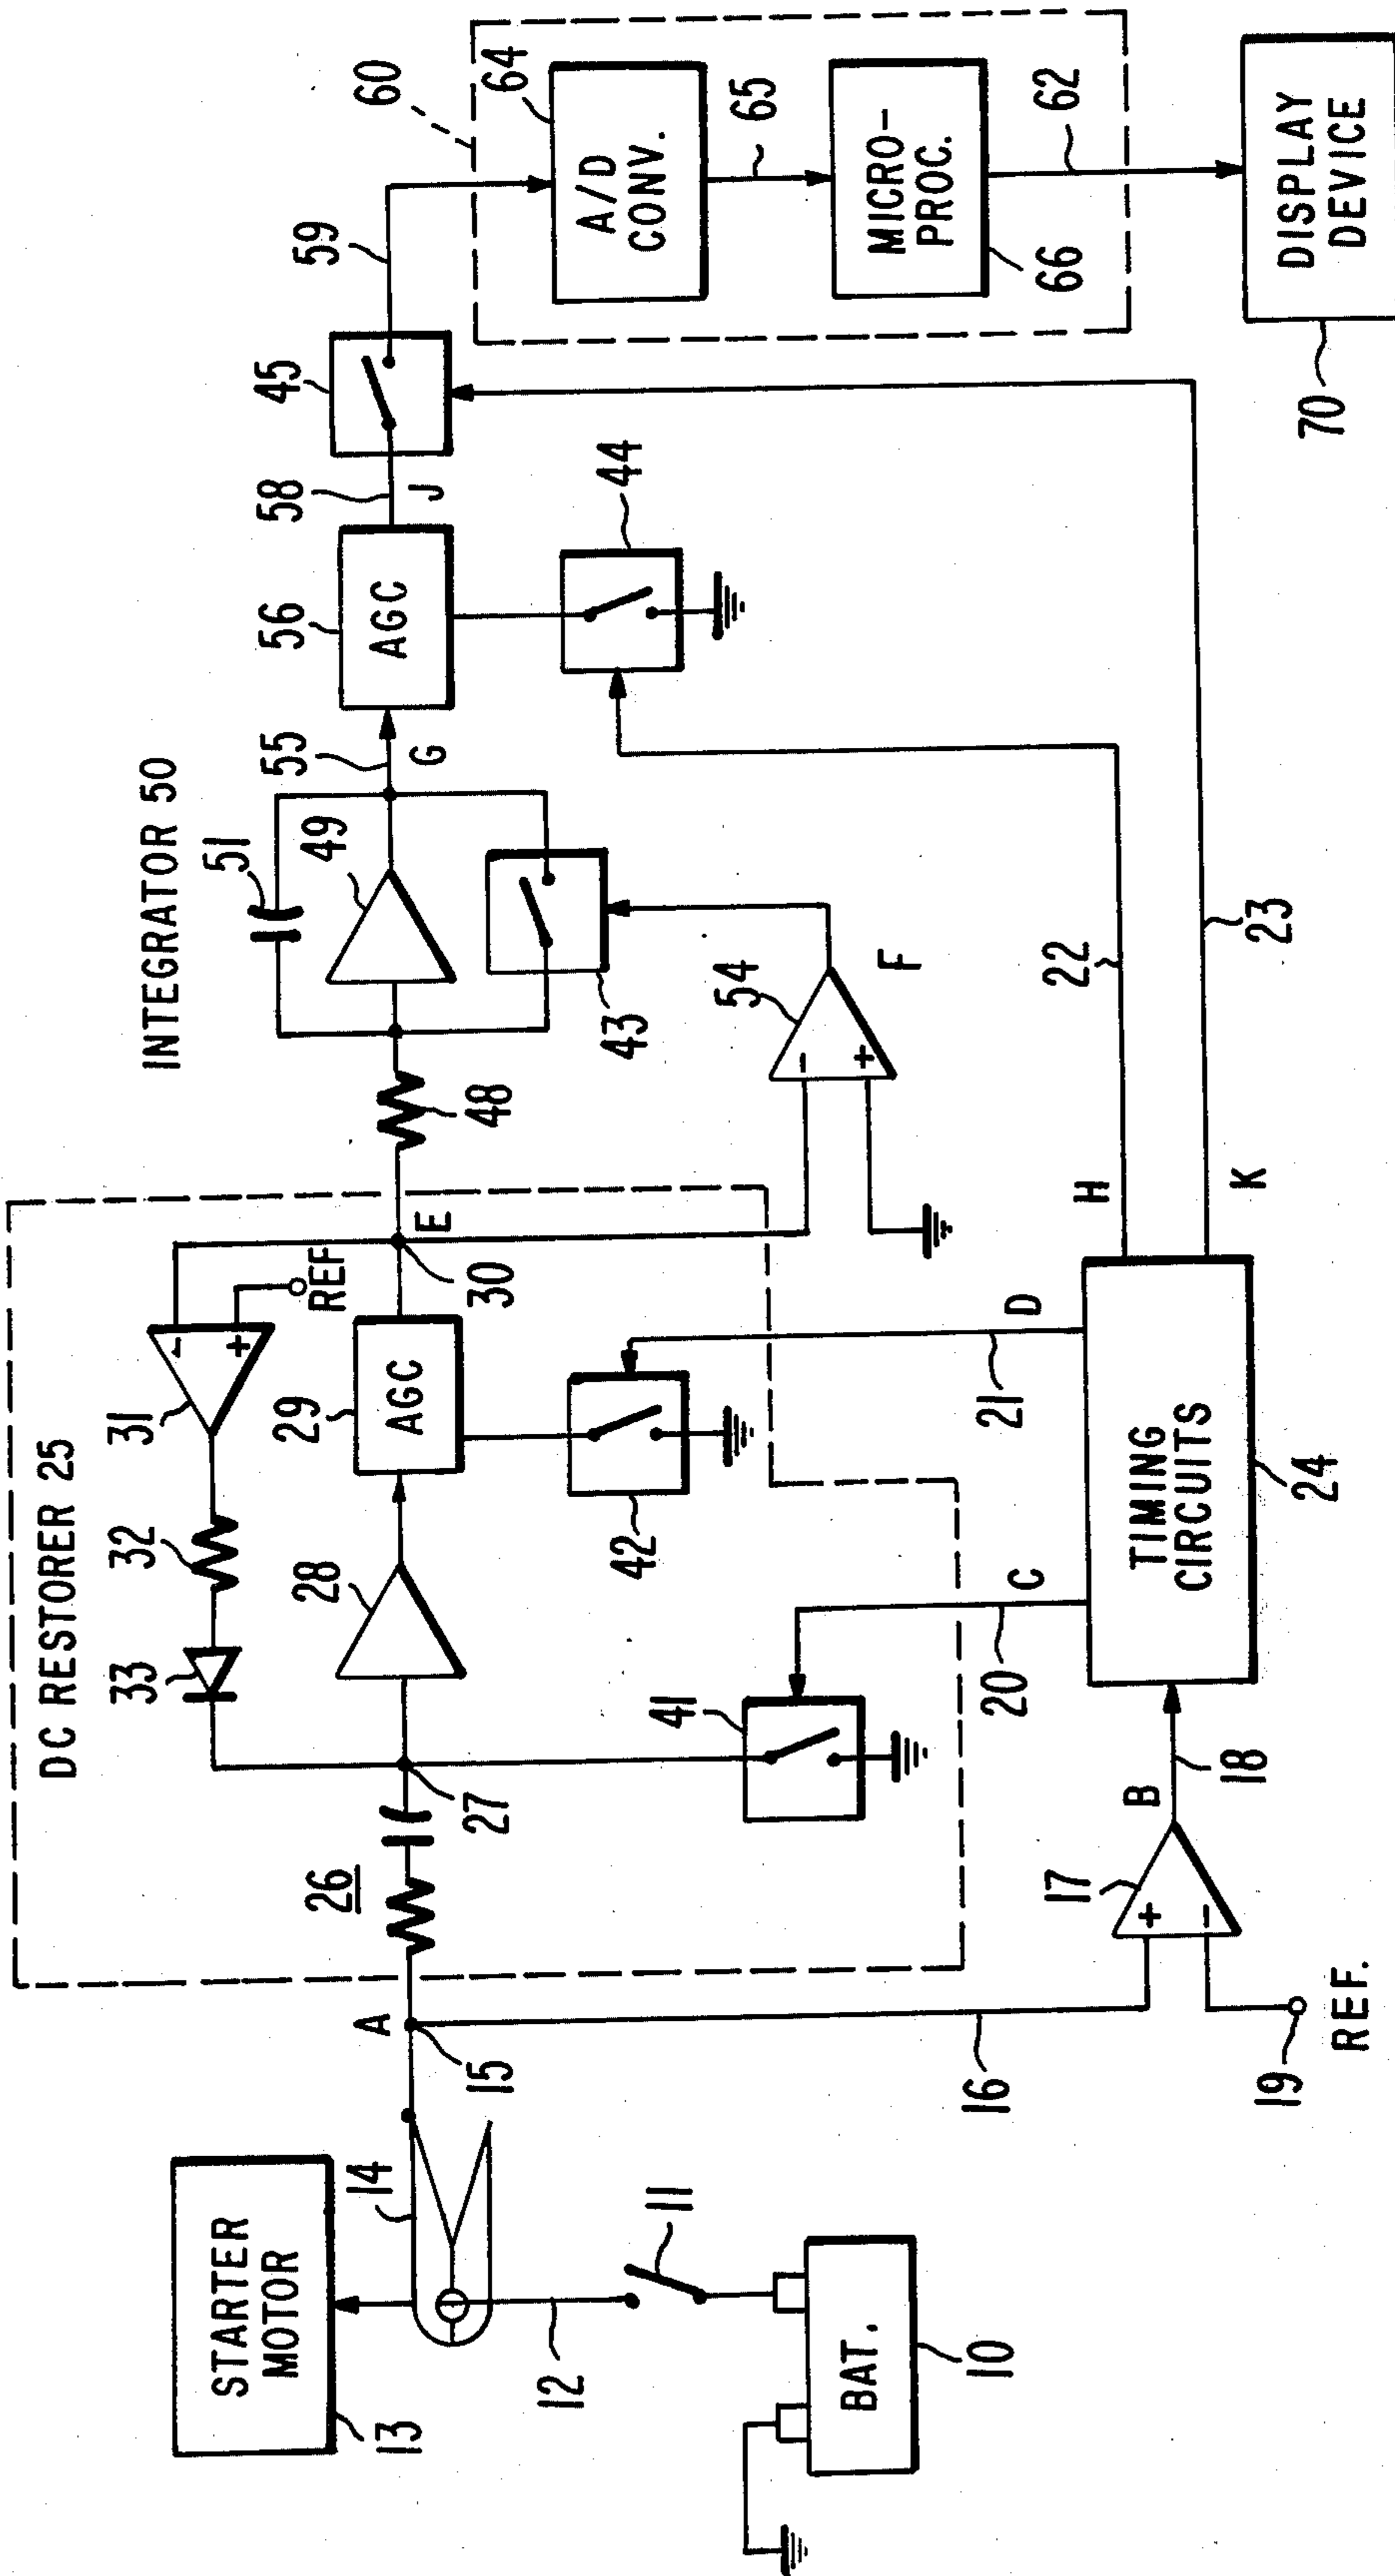 INTEGRATOR 50
DC RESTORER 25
STARTER
MOTOR
13
14
A
15
12
11
BAT.
10
16
REF.
19
17
+
-
B
18
26
27
33
32
31
-
+
REF
28
AGC
29
E
30
41
42
20
C
21
D
TIMING
CIRCUITS
24
H
K
22
23
48
51
49
43
54
-
+
F
55
G
AGC
56
58
J
44
45
59
60
A/D
CONV.
64
65
MICRO-
PROC.
66
62
DISPLAY
DEVICE
70